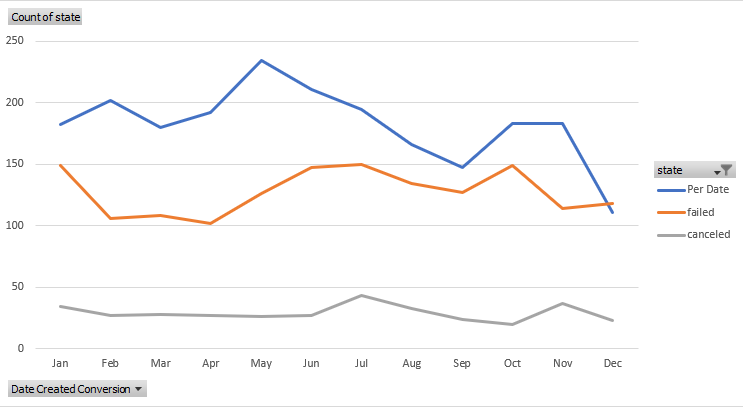 Count of state
250
200
150
100
50
0
Jan Feb Mar Apr May Jun Jul Aug Sep Oct Nov Dec
state
Per Date
failed
canceled
Date Created Conversion